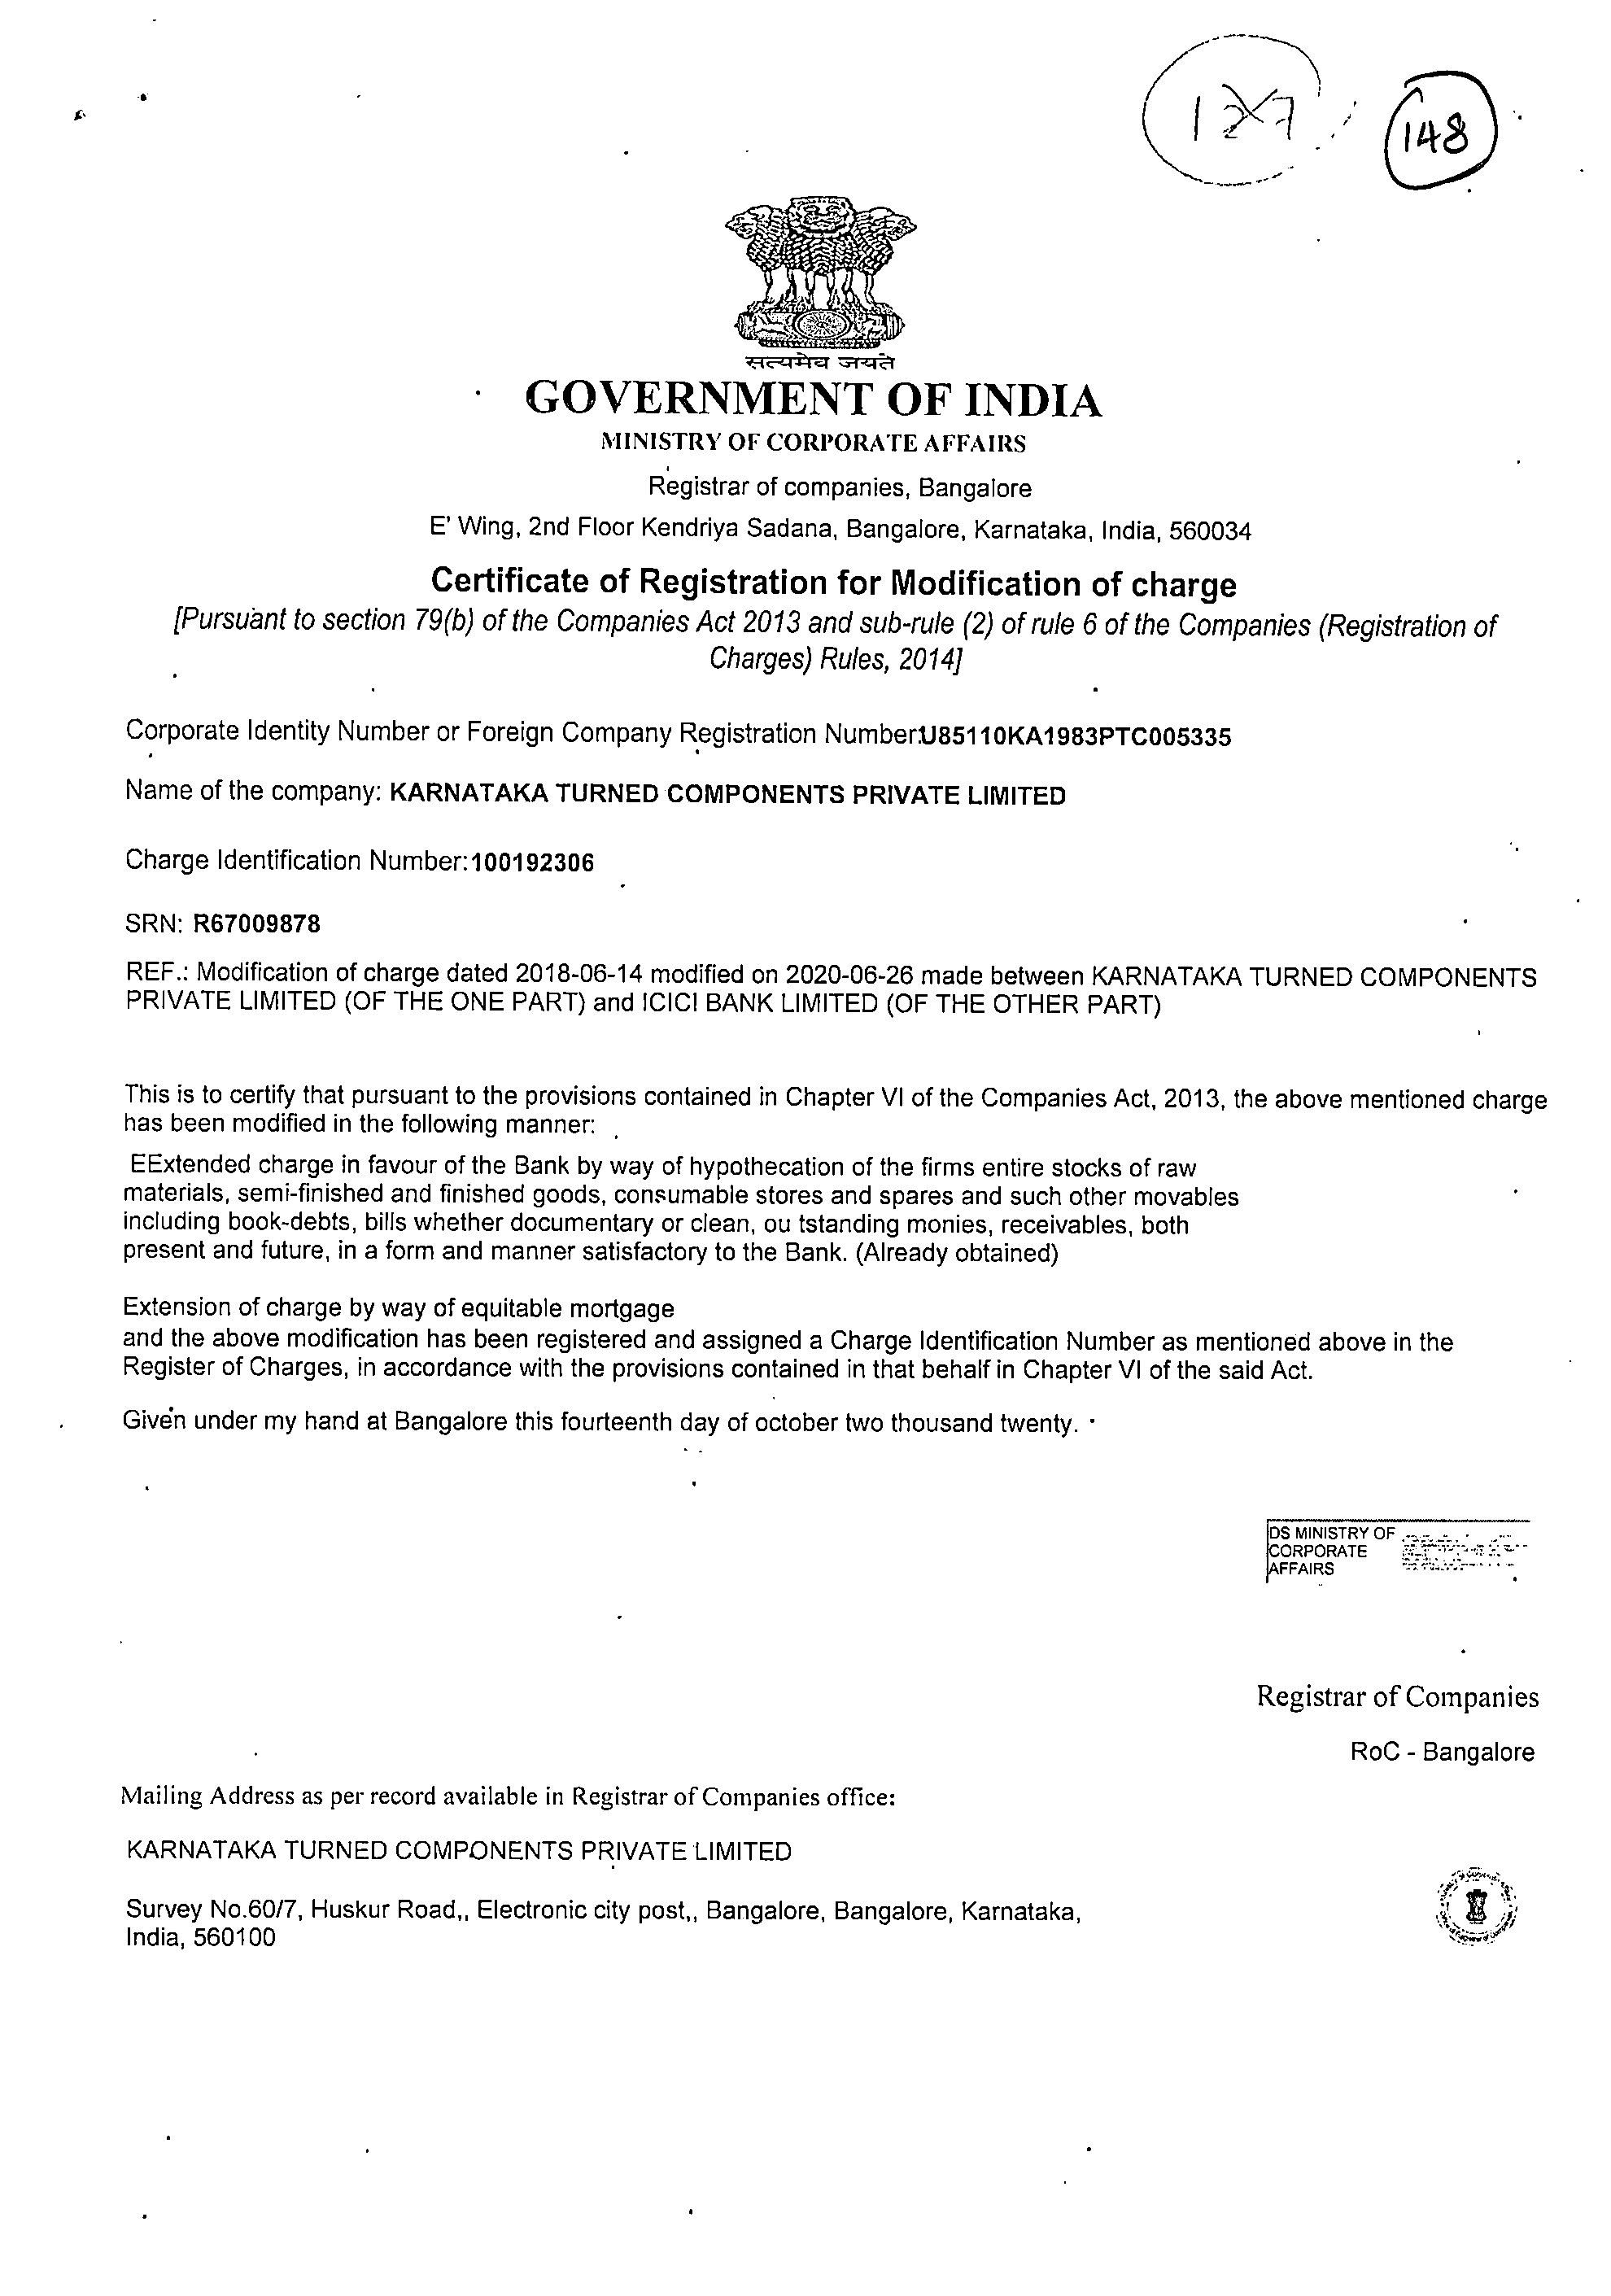 127
148
सत्यमेव जयते
GOVERNMENT OF INDIA
MINISTRY OF CORPORATE AFFAIRS
Registrar of companies, Bangalore
E' Wing, 2nd Floor Kendriya Sadana, Bangalore, Karnataka, India, 560034
Certificate of Registration for Modification of charge
[Pursuant to section 79(b) of the Companies Act 2013 and sub-rule (2) of rule 6 of the Companies (Registration of
Charges) Rules, 2014]
Corporate Identity Number or Foreign Company Registration Number:U85110KA1983PTC005335
Name of the company: KARNATAKA TURNED COMPONENTS PRIVATE LIMITED
Charge Identification Number:100192306
SRN: R67009878
REF.: Modification of charge dated 2018-06-14 modified on 2020-06-26 made between KARNATAKA TURNED COMPONENTS
PRIVATE LIMITED (OF THE ONE PART) and ICICI BANK LIMITED (OF THE OTHER PART)
This is to certify that pursuant to the provisions contained in Chapter VI of the Companies Act, 2013, the above mentioned charge
has been modified in the following manner:
EExtended charge in favour of the Bank by way of hypothecation of the firms entire stocks of raw
materials, semi-finished and finished goods, consumable stores and spares and such other movables
including book-debts, bills whether documentary or clean, ou tstanding monies, receivables, both
present and future, in a form and manner satisfactory to the Bank. (Already obtained)
Extension of charge by way of equitable mortgage
and the above modification has been registered and assigned a Charge Identification Number as mentioned above in the
Register of Charges, in accordance with the provisions contained in that behalf in Chapter VI of the said Act.
Given under my hand at Bangalore this fourteenth day of october two thousand twenty.
DS MINISTRY OF
CORPORATE
AFFAIRS
Registrar of Companies
RoC - Bangalore
Mailing Address as per record available in Registrar of Companies office:
KARNATAKA TURNED COMPONENTS PRIVATE LIMITED
Survey No.60/7, Huskur Road,, Electronic city post,, Bangalore, Bangalore, Karnataka,
India, 560100